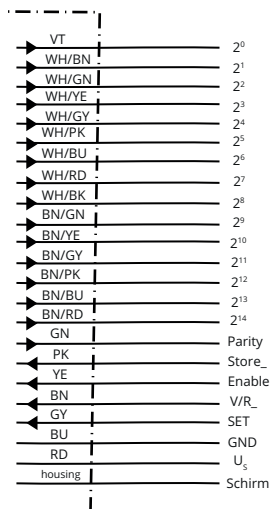 VT 2⁰
WH/BN 2¹
WH/GN 2²
WH/YE 2³
WH/GY 2⁴
WH/PK 2⁵
WH/BU 2⁶
WH/RD 2⁷
WH/BK 2⁸
BN/GN 2⁹
BN/YE 2¹⁰
BN/GY 2¹¹
BN/PK 2¹²
BN/BU 2¹³
BN/RD 2¹⁴
GN Parity
PK Store_
YE Enable
BN V/R_
GY SET
BU GND
RD Uₛ
housing Schirm